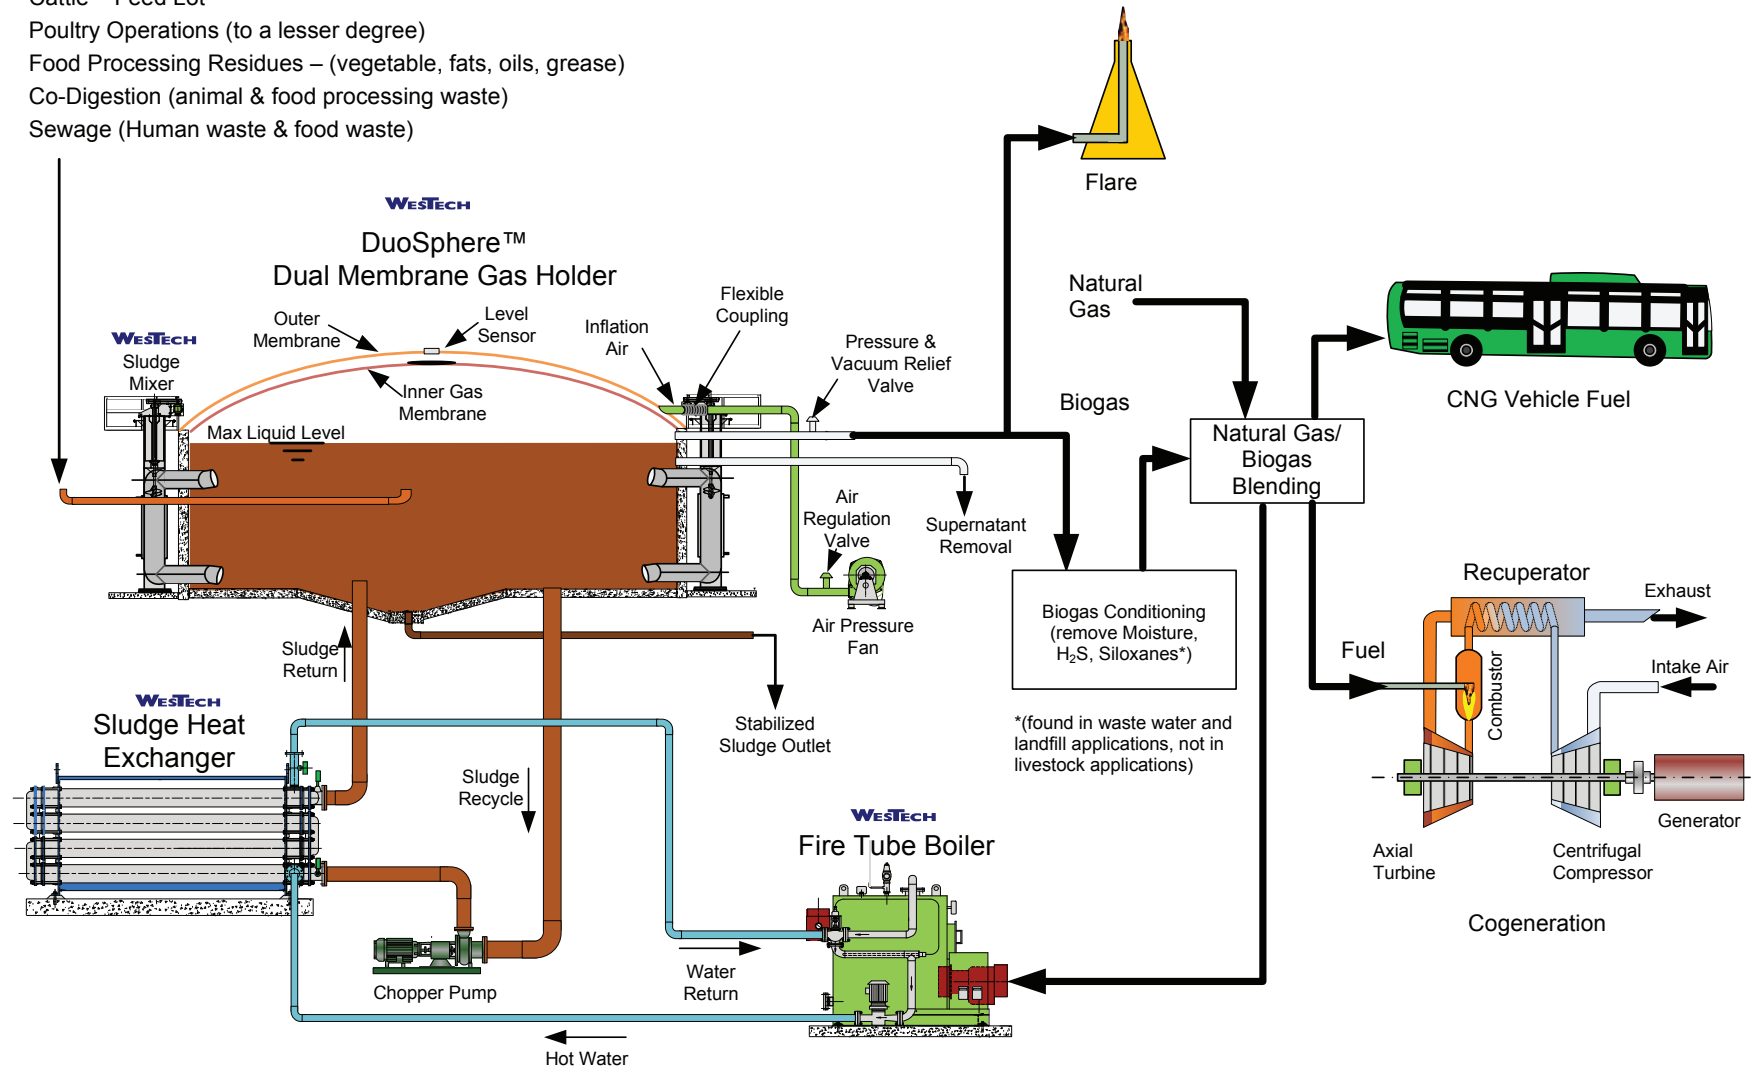 Cattle – Feed Lot
Poultry Operations (to a lesser degree)
Food Processing Residues – (vegetable, fats, oils, grease)
Co-Digestion (animal & food processing waste)
Sewage (Human waste & food waste)
Flare
WESTECH
DuoSphere™
Dual Membrane Gas Holder
Natural
Gas
Flexible
Coupling
Level
Sensor
Outer
Membrane
Inflation
Air
WESTECH
Sludge
Mixer
Pressure &
Vacuum Relief
Valve
Inner Gas
Membrane
Biogas
CNG Vehicle Fuel
Max Liquid Level
Natural Gas/
Biogas
Blending
Air
Regulation
Valve
Supernatant
Removal
Recuperator
Exhaust
Biogas Conditioning
(remove Moisture,
H₂S, Siloxanes*)
Air Pressure
Fan
Sludge
Return
Fuel
Combustor
Intake Air
WESTECH
Sludge Heat
Exchanger
Stabilized
Sludge Outlet
*(found in waste water and
landfill applications, not in
livestock applications)
Sludge
Recycle
WESTECH
Fire Tube Boiler
Generator
Axial
Turbine
Centrifugal
Compressor
Cogeneration
Water
Return
Chopper Pump
Hot Water